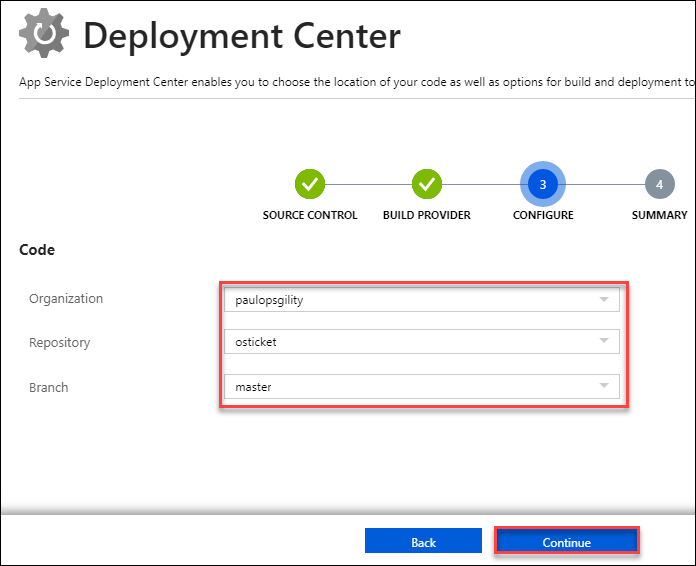 Deployment Center
App Service Deployment Center enables you to choose the location of your code as well as options for build and deployment to
3
4
SOURCE CONTROL
BUILD PROVIDER
CONFIGURE
SUMMARY
Code
Organization
paulopsgility
Repository
osticket
Branch
master
Back
Continue